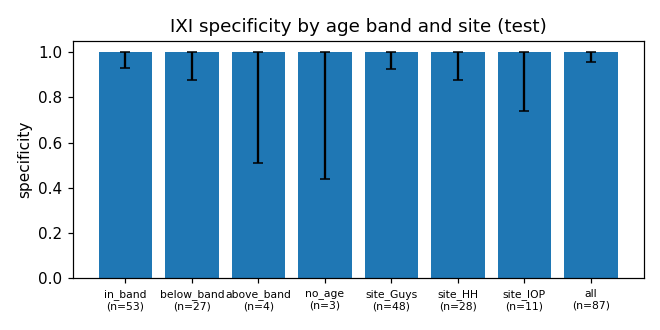 IXI specificity by age band and site (test)
specificity
1.0
0.8
0.6
0.4
0.2
0.0
in_band
(n=53)
below_band
(n=27)
above_band
(n=4)
no_age
(n=3)
site_Guys
(n=48)
site_HH
(n=28)
site_IOP
(n=11)
all
(n=87)